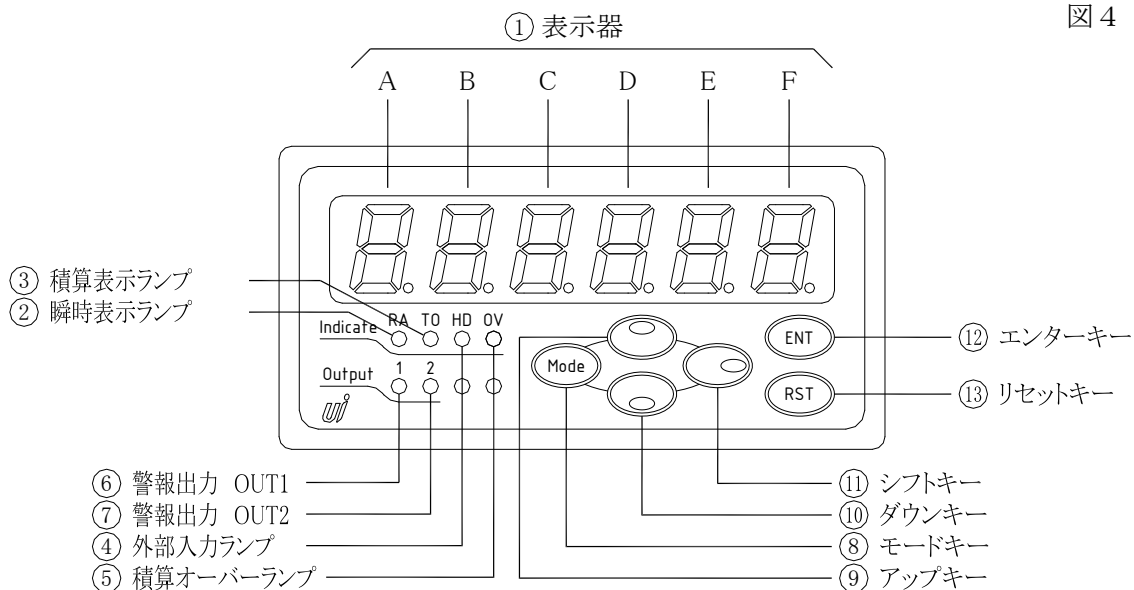 図4
① 表示器
A B C D E F
③ 積算表示ランプ
② 瞬時表示ランプ
Indicate RA TO HD OV
Output 1 2
Mode
ENT
RST
⑫ エンターキー
⑬ リセットキー
⑥ 警報出力 OUT1
⑦ 警報出力 OUT2
④ 外部入力ランプ
⑤ 積算オーバーランプ
⑪ シフトキー
⑩ ダウンキー
⑧ モードキー
⑨ アップキー